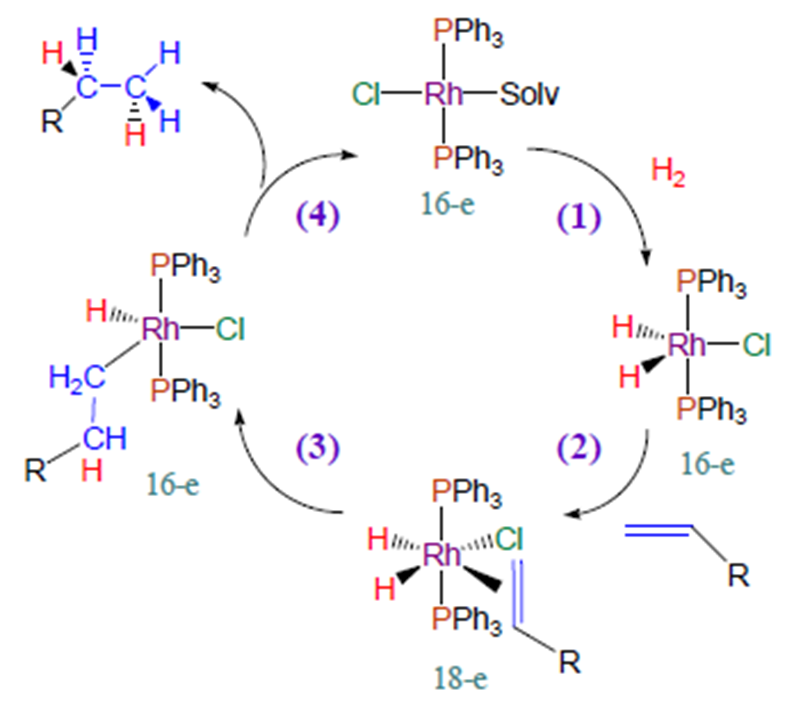 PPh3
Cl Rh Solv
PPh3
16-e
H H
C C H
R H H
(4)
(1)
H2
PPh3
H Rh Cl
H2C
PPh3
CH
R H
16-e
PPh3
H Rh Cl
H
PPh3
16-e
(3)
(2)
PPh3
H Rh Cl
H
PPh3
R
18-e
R